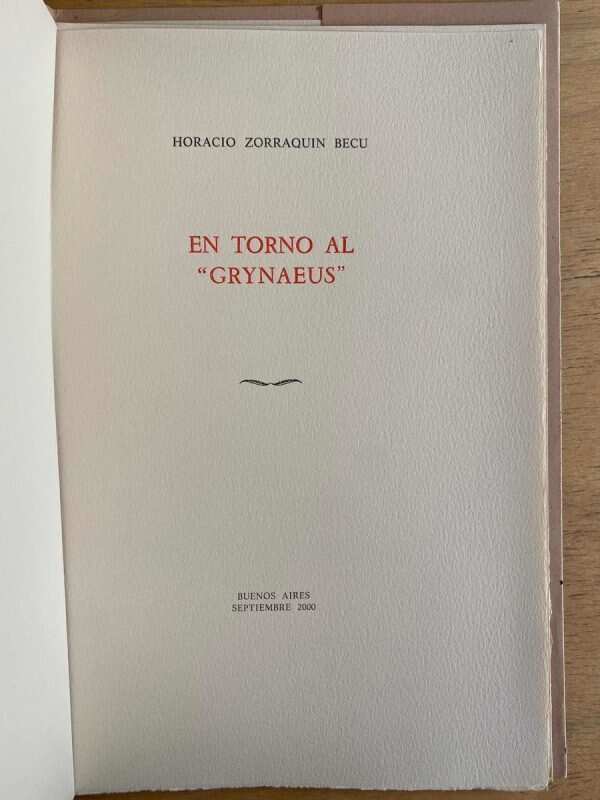 HORACIO ZORRAQUIN BECU
EN TORNO AL
“GRYNAEUS”
BUENOS AIRES
SEPTIEMBRE 2000